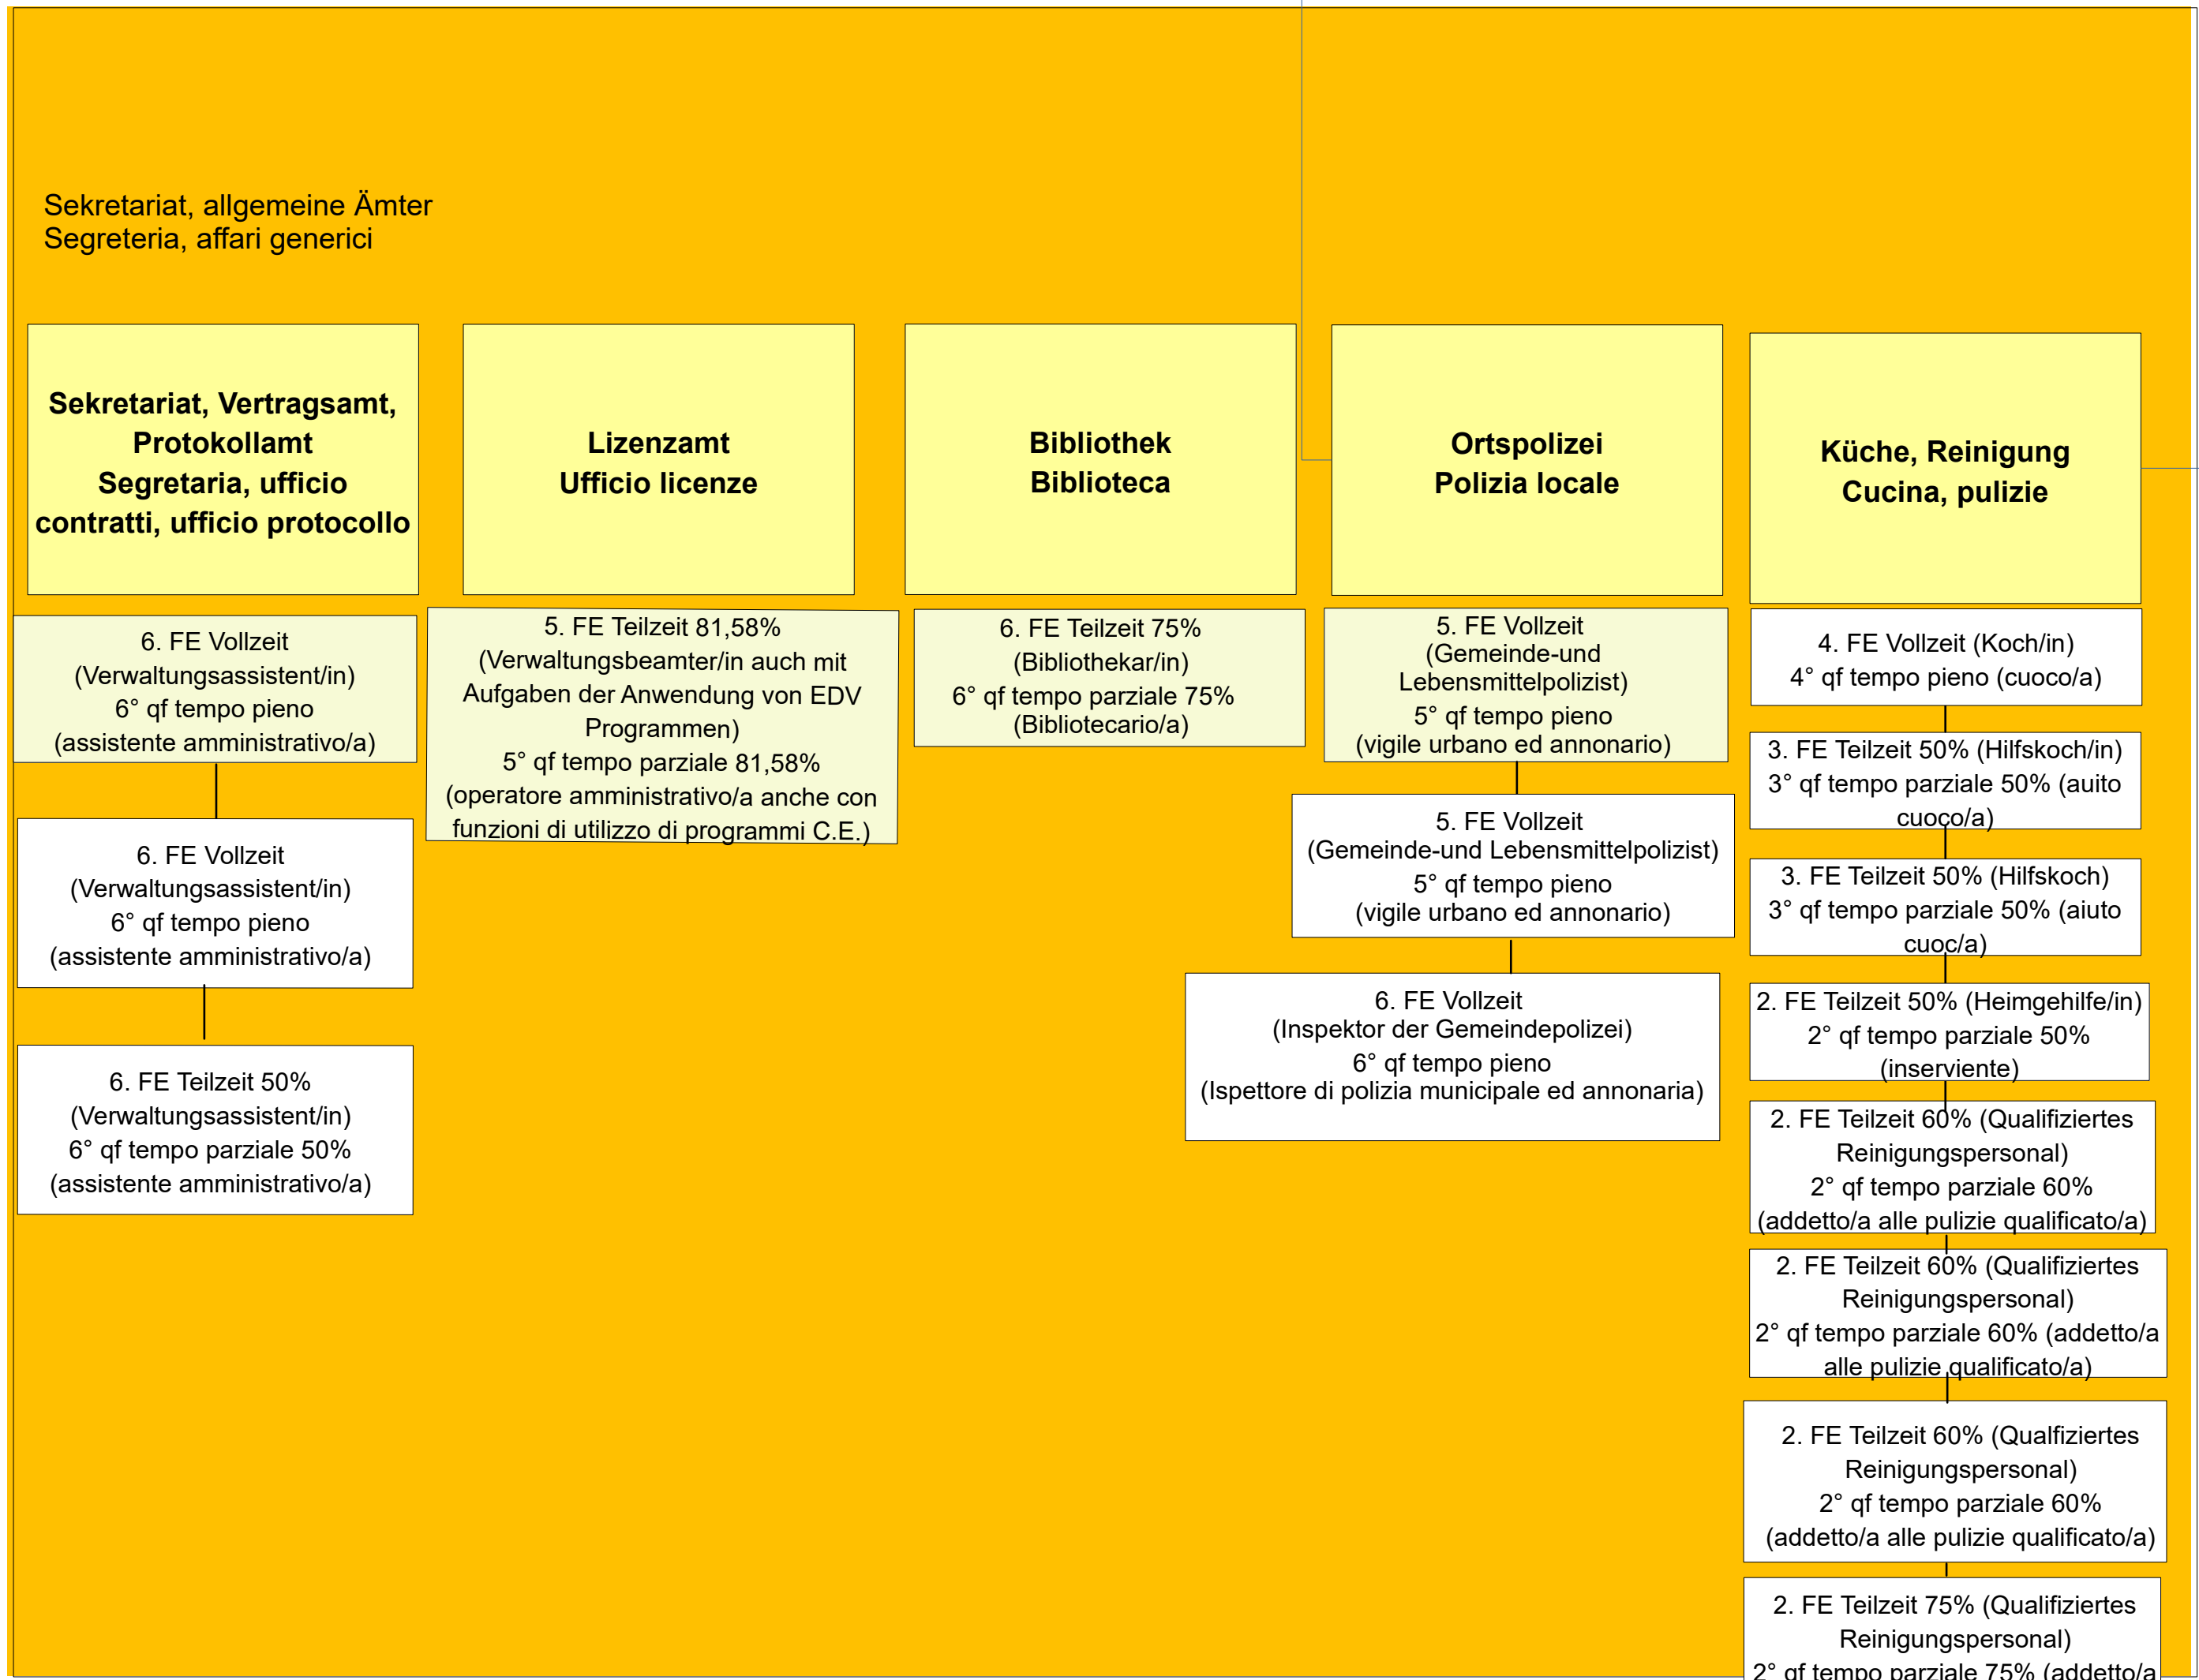 Sekretariat, allgemeine Ämter
Segreteria, affari generici
Sekretariat, Vertragsamt,
Protokollamt
Segretaria, ufficio
contratti, ufficio protocollo
6. FE Vollzeit
(Verwaltungsassistent/in)
6° qf tempo pieno
(assistente amministrativo/a)
6. FE Vollzeit
(Verwaltungsassistent/in)
6° qf tempo pieno
(assistente amministrativo/a)
6. FE Teilzeit 50%
(Verwaltungsassistent/in)
6° qf tempo parziale 50%
(assistente amministrativo/a)
Lizenzamt
Ufficio licenze
5. FE Teilzeit 81,58%
(Verwaltungsbeamter/in auch mit
Aufgaben der Anwendung von EDV
Programmen)
5° qf tempo parziale 81,58%
(operatore amministrativo/a anche con
funzioni di utilizzo di programmi C.E.)
Bibliothek
Biblioteca
6. FE Teilzeit 75%
(Bibliothekar/in)
6° qf tempo parziale 75%
(Bibliotecario/a)
Ortspolizei
Polizia locale
5. FE Vollzeit
(Gemeinde-und
Lebensmittelpolizist)
5° qf tempo pieno
(vigile urbano ed annonario)
5. FE Vollzeit
(Gemeinde-und Lebensmittelpolizist)
5° qf tempo pieno
(vigile urbano ed annonario)
6. FE Vollzeit
(Inspektor der Gemeindepolizei)
6° qf tempo pieno
(Ispettore di polizia municipale ed annonaria)
Küche, Reinigung
Cucina, pulizie
4. FE Vollzeit (Koch/in)
4° qf tempo pieno (cuoco/a)
3. FE Teilzeit 50% (Hilfskoch/in)
3° qf tempo parziale 50% (auito
cuoco/a)
3. FE Teilzeit 50% (Hilfskoch)
3° qf tempo parziale 50% (aiuto
cuoc/a)
2. FE Teilzeit 50% (Heimgehilfe/in)
2° qf tempo parziale 50%
(inserviente)
2. FE Teilzeit 60% (Qualifiziertes
Reinigungspersonal)
2° qf tempo parziale 60%
(addetto/a alle pulizie qualificato/a)
2. FE Teilzeit 60% (Qualifiziertes
Reinigungspersonal)
2° qf tempo parziale 60% (addetto/a
alle pulizie qualificato/a)
2. FE Teilzeit 60% (Qualfiziertes
Reinigungspersonal)
2° qf tempo parziale 60%
(addetto/a alle pulizie qualificato/a)
2. FE Teilzeit 75% (Qualifiziertes
Reinigungspersonal)
2° qf tempo parziale 75% (addetto/a